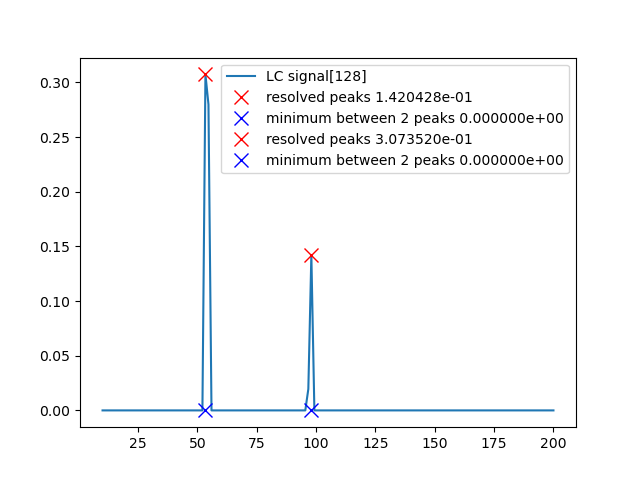 LC signal[128]
resolved peaks 1.420428e-01
minimum between 2 peaks 0.000000e+00
resolved peaks 3.073520e-01
minimum between 2 peaks 0.000000e+00
0.30
0.25
0.20
0.15
0.10
0.05
0.00
25 50 75 100 125 150 175 200